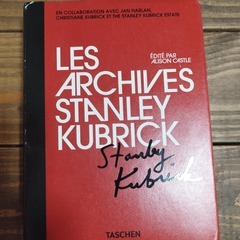 EN COLLABORATION AVEC JAN HARLAN,
CHRISTIANE KUBRICK ET THE STANLEY KUBRICK ESTATE
LES
ÉDITÉ PAR
ALISON CASTLE
ARCHIVES
STANLEY
KUBRICK
Stanley
Kubrick
TASCHEN